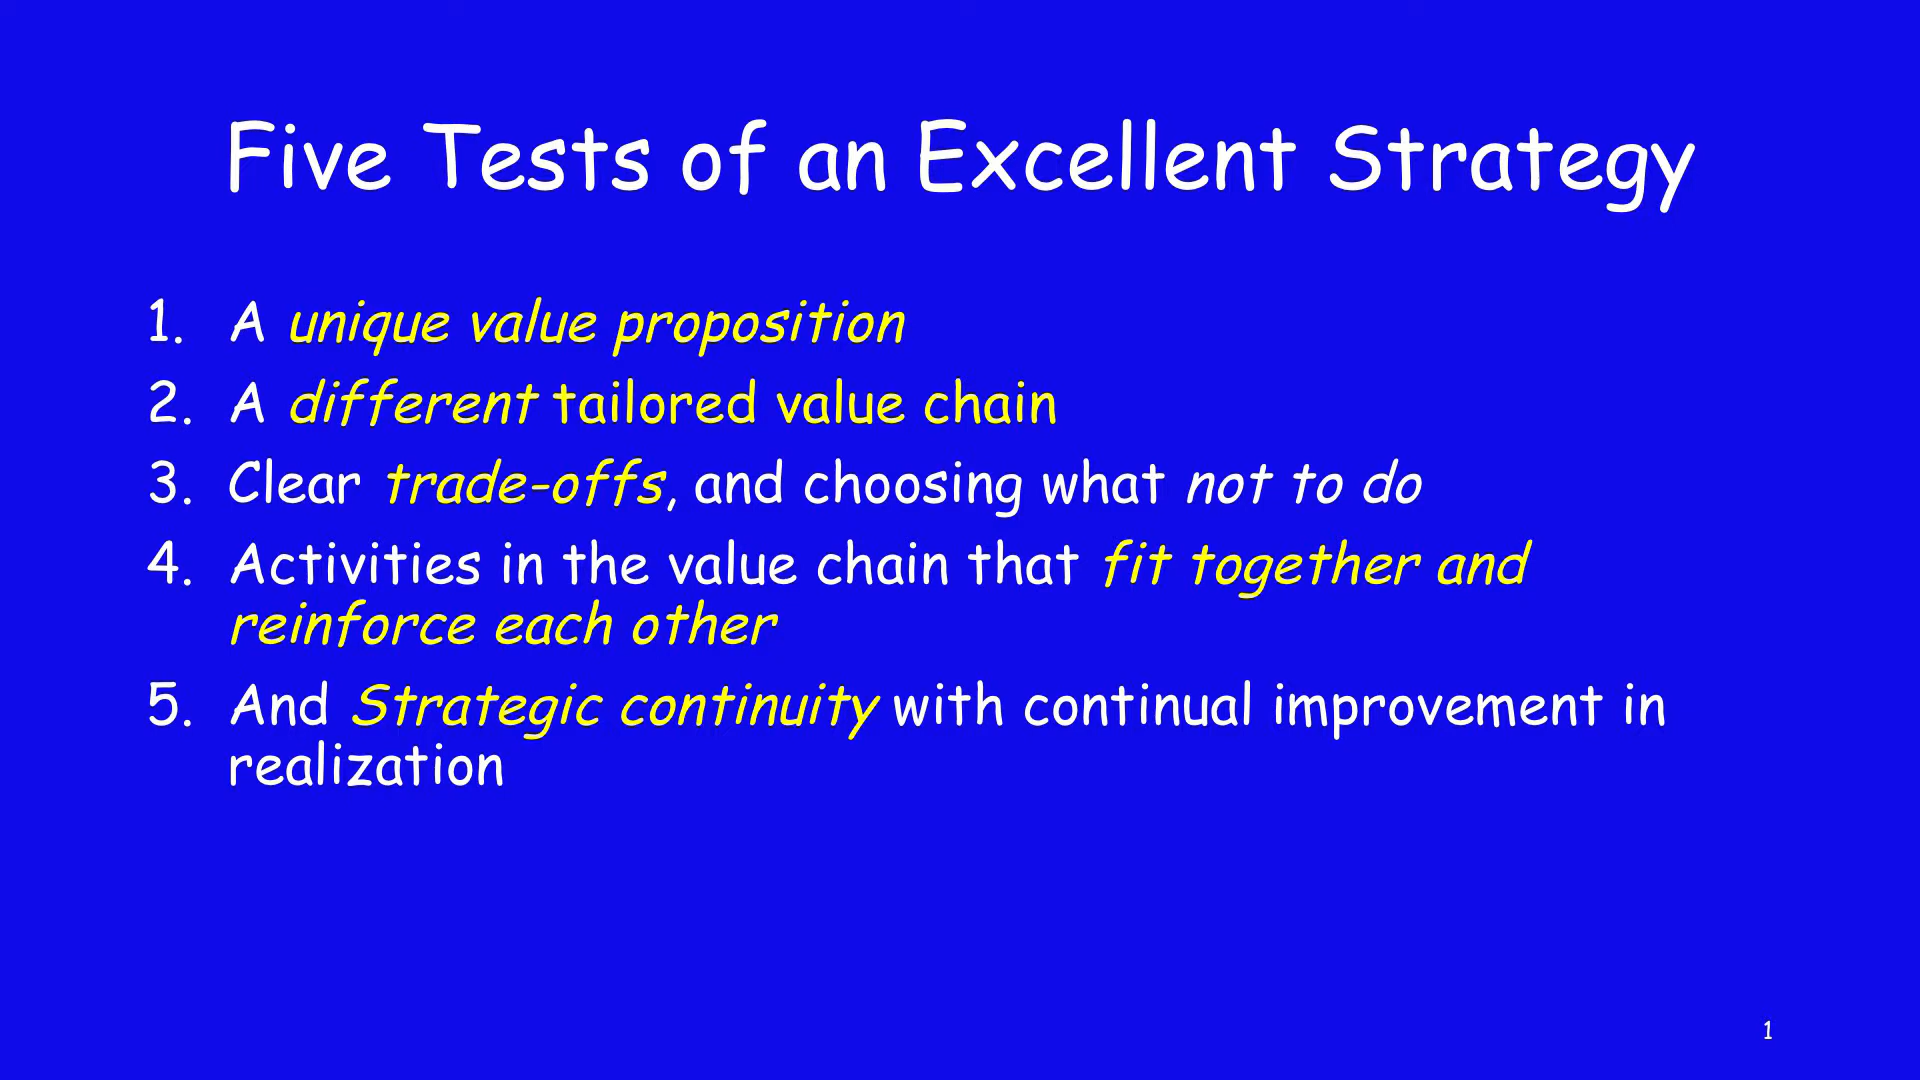 Five Tests of an Excellent Strategy
1. A unique value proposition
2. A different tailored value chain
3. Clear trade-offs, and choosing what not to do
4. Activities in the value chain that fit together and
reinforce each other
5. And Strategic continuity with continual improvement in
realization
1